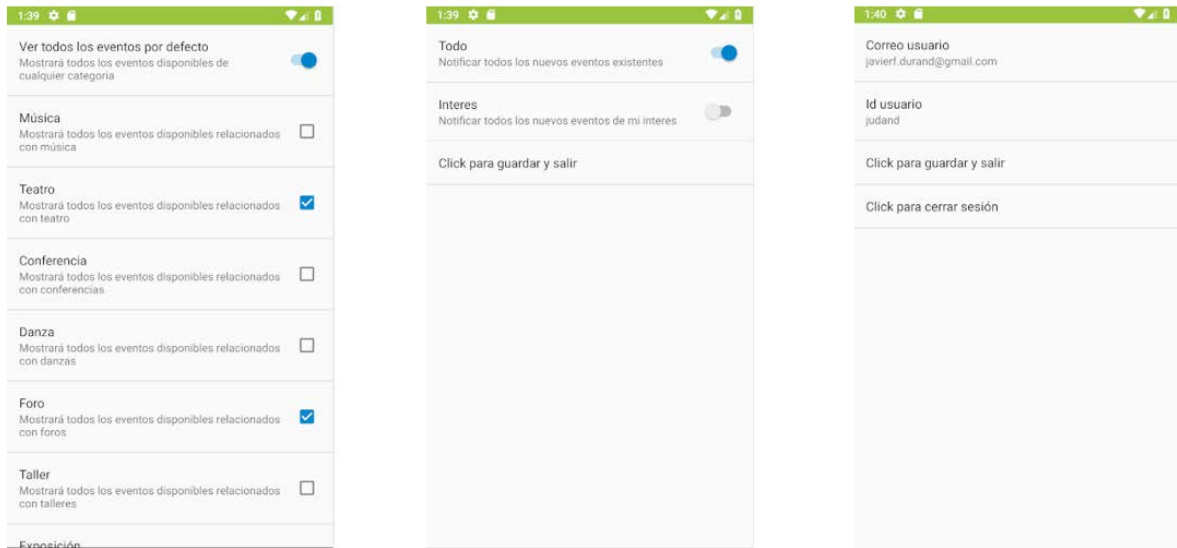 1:39
Ver todos los eventos por defecto
Mostrará todos los eventos disponibles de
cualquier categoria
Música
Mostrará todos los eventos disponibles relacionados
con música
Teatro
Mostrará todos los eventos disponibles relacionados
con teatro
Conferencia
Mostrará todos los eventos disponibles relacionados
con conferencias
Danza
Mostrará todos los eventos disponibles relacionados
con danzas
Foro
Mostrará todos los eventos disponibles relacionados
con foros
Taller
Mostrará todos los eventos disponibles relacionados
con talleres
Exposición
1:39
Todo
Notificar todos los nuevos eventos existentes
Interes
Notificar todos los nuevos eventos de mi interes
Click para guardar y salir
1:40
Correo usuario
javierf.durand@gmail.com
Id usuario
judand
Click para guardar y salir
Click para cerrar sesión